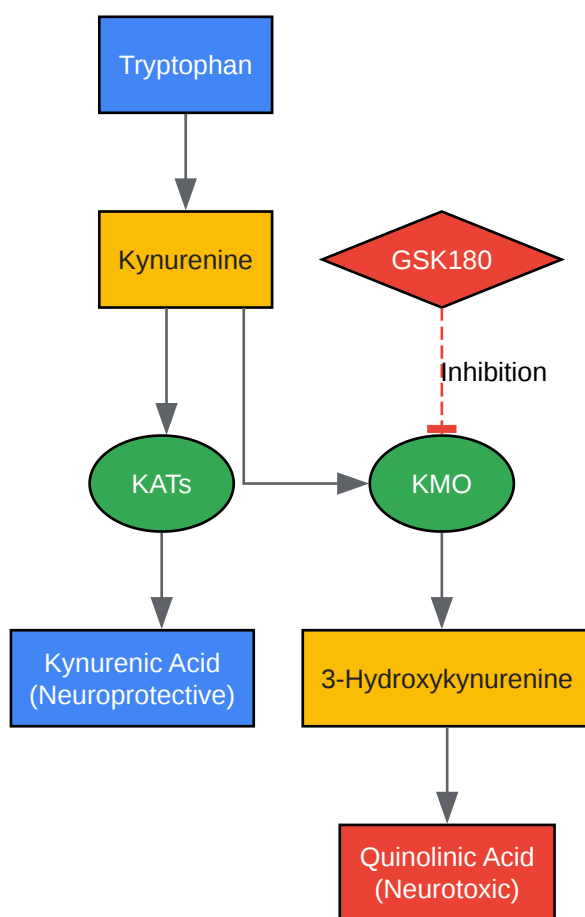 Tryptophan
Kynurenine
GSK180
Inhibition
KATs
KMO
Kynurenic Acid
(Neuroprotective)
3-Hydroxykynurenine
Quinolinic Acid
(Neurotoxic)